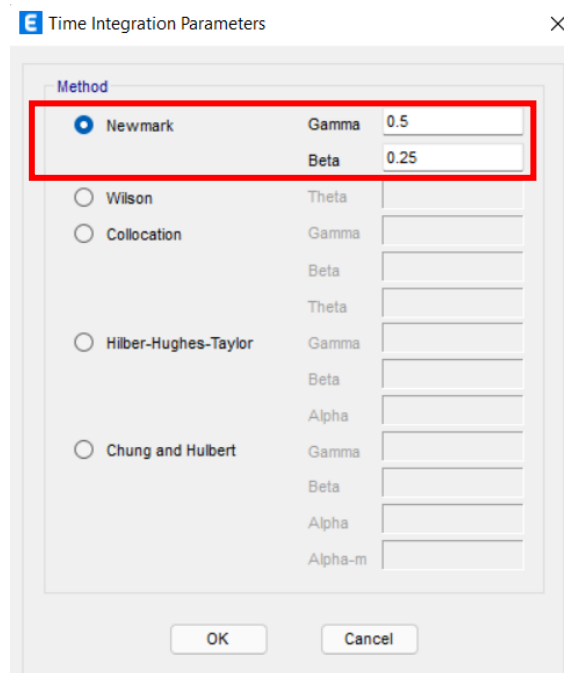 E Time Integration Parameters
Method
Newmark Gamma 0.5
Beta 0.25
Wilson Theta
Collocation Gamma
Beta
Theta
Hilber-Hughes-Taylor Gamma
Beta
Alpha
Chung and Hulbert Gamma
Beta
Alpha
Alpha-m
OK Cancel